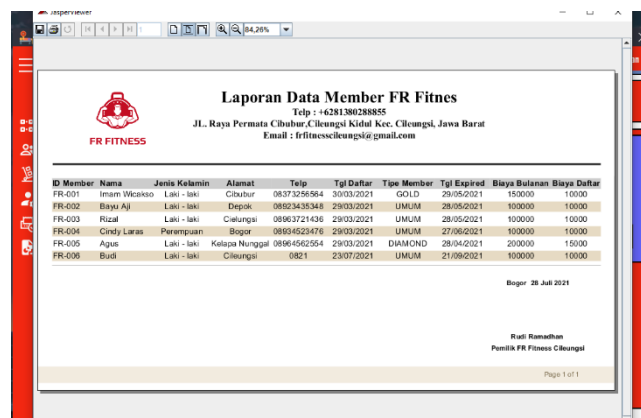 JasperViewer
1
84,26%
FR FITNESS
Laporan Data Member FR Fitnes
Telp : +6281380288855
JL. Raya Permata Cibubur,Cileungsi Kidul Kec. Cileungsi, Jawa Barat
Email : frfitnesscileungsi@gmail.com
ID Member Nama Jenis Kelamin Alamat Telp Tgl Daftar Tipe Member Tgl Expired Biaya Bulanan Biaya Daftar
FR-001 Imam Wicakso Laki - laki Cibubur 08373256564 30/03/2021 GOLD 29/05/2021 150000 10000
FR-002 Bayu Aji Laki - laki Depok 08923435348 29/03/2021 UMUM 28/05/2021 100000 10000
FR-003 Rizal Laki - laki Cielungsi 08963721436 29/03/2021 UMUM 28/05/2021 100000 10000
FR-004 Cindy Laras Perempuan Bogor 08934523476 29/03/2021 UMUM 27/06/2021 100000 10000
FR-005 Agus Laki - laki Kelapa Nunggal 08964562554 29/03/2021 DIAMOND 28/04/2021 200000 15000
FR-006 Budi Laki - laki Cileungsi 0821 23/07/2021 UMUM 21/09/2021 100000 10000
Bogor 28 Juli 2021
Rudi Ramadhan
Pemilik FR Fitness Cileungsi
Page 1 of 1